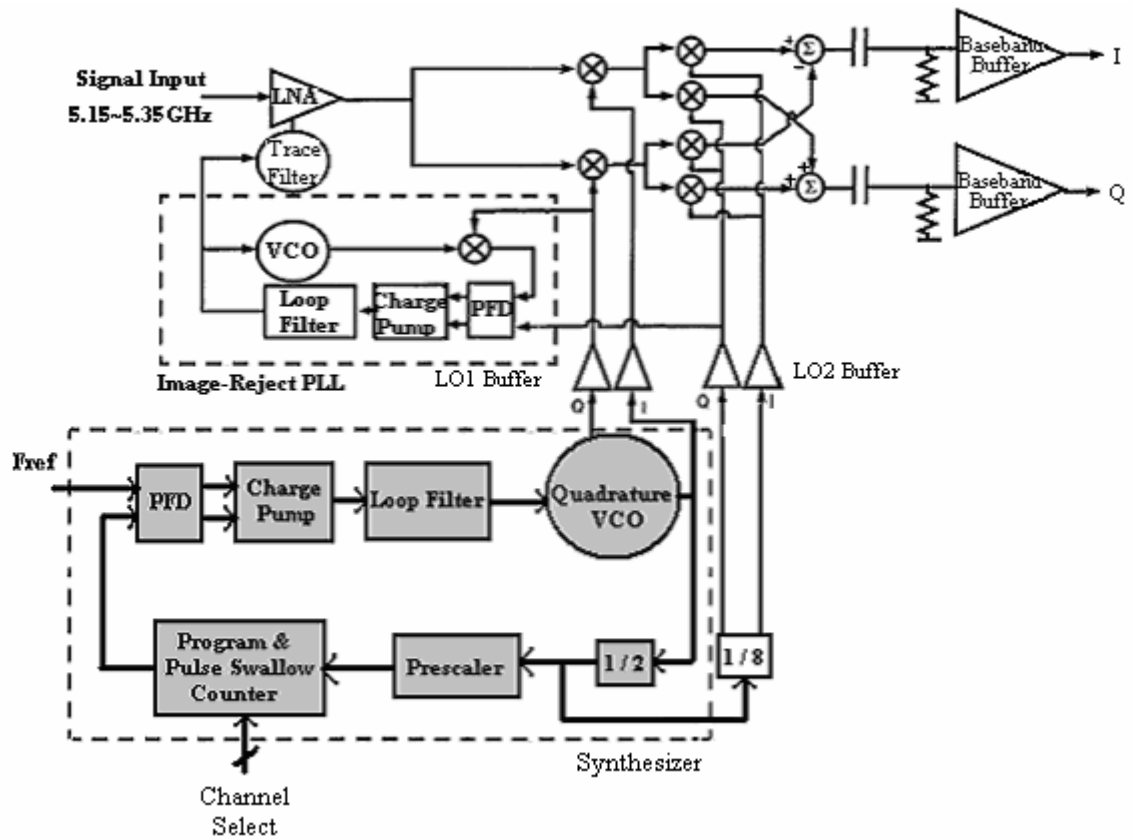 Signal Input
5.15~5.35 GHz
LNA
Trace
Filter
+
-
Σ
Baseband
Buffer
I
+
+
Σ
Baseband
Buffer
Q
VCO
Loop
Filter
Charge
Pump
PFD
Image-Reject PLL
LO1 Buffer
LO2 Buffer
Q
I
Q
I
Fref
PFD
Charge
Pump
Loop Filter
Quadrature
VCO
Program &
Pulse Swallow
Counter
Prescaler
1 / 2
1 / 8
Synthesizer
Channel
Select